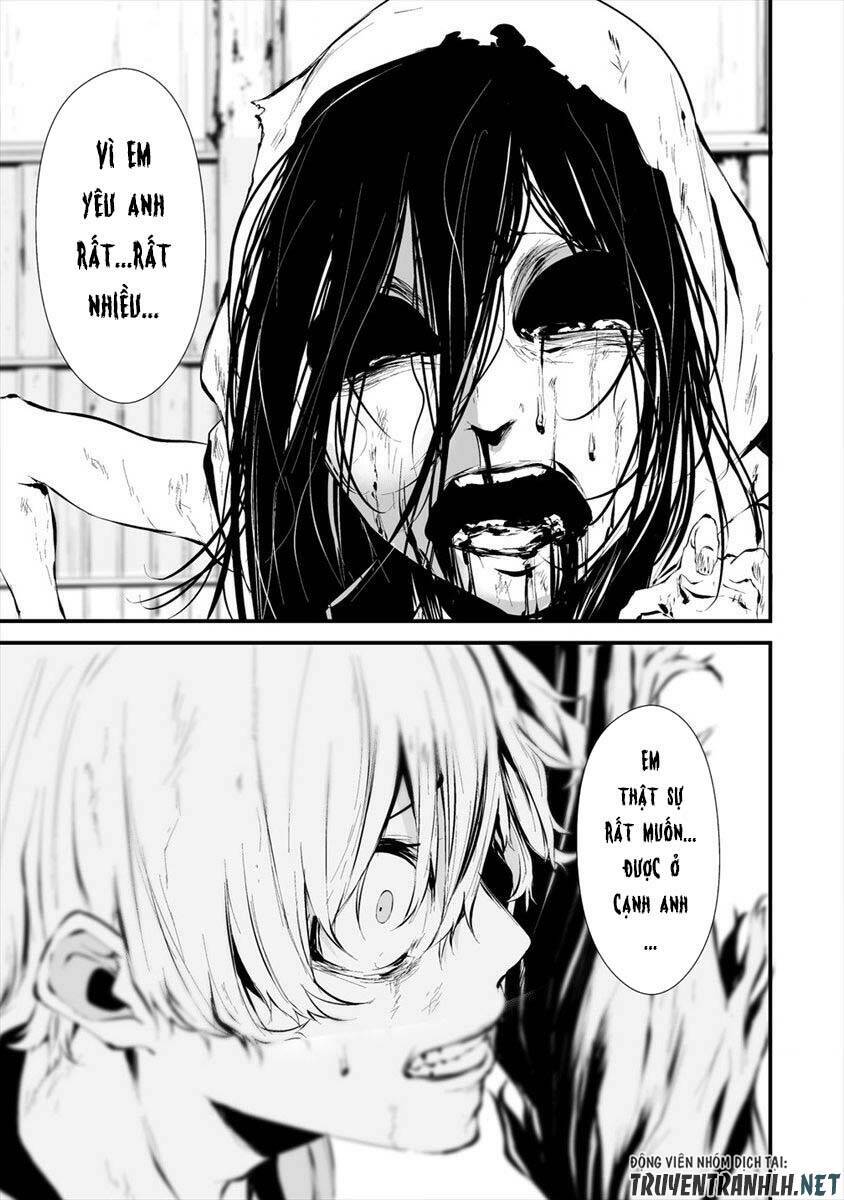 VÌ EM
YÊU ANH
RẤT...RẤT
NHIỀU...
EM
THẬT SỰ
RẤT MUỐN...
ĐƯỢC Ở
CẠNH ANH
...
ĐỘNG VIÊN NHÓM DỊCH TẠI:
TRUYENTRANHLH.NET